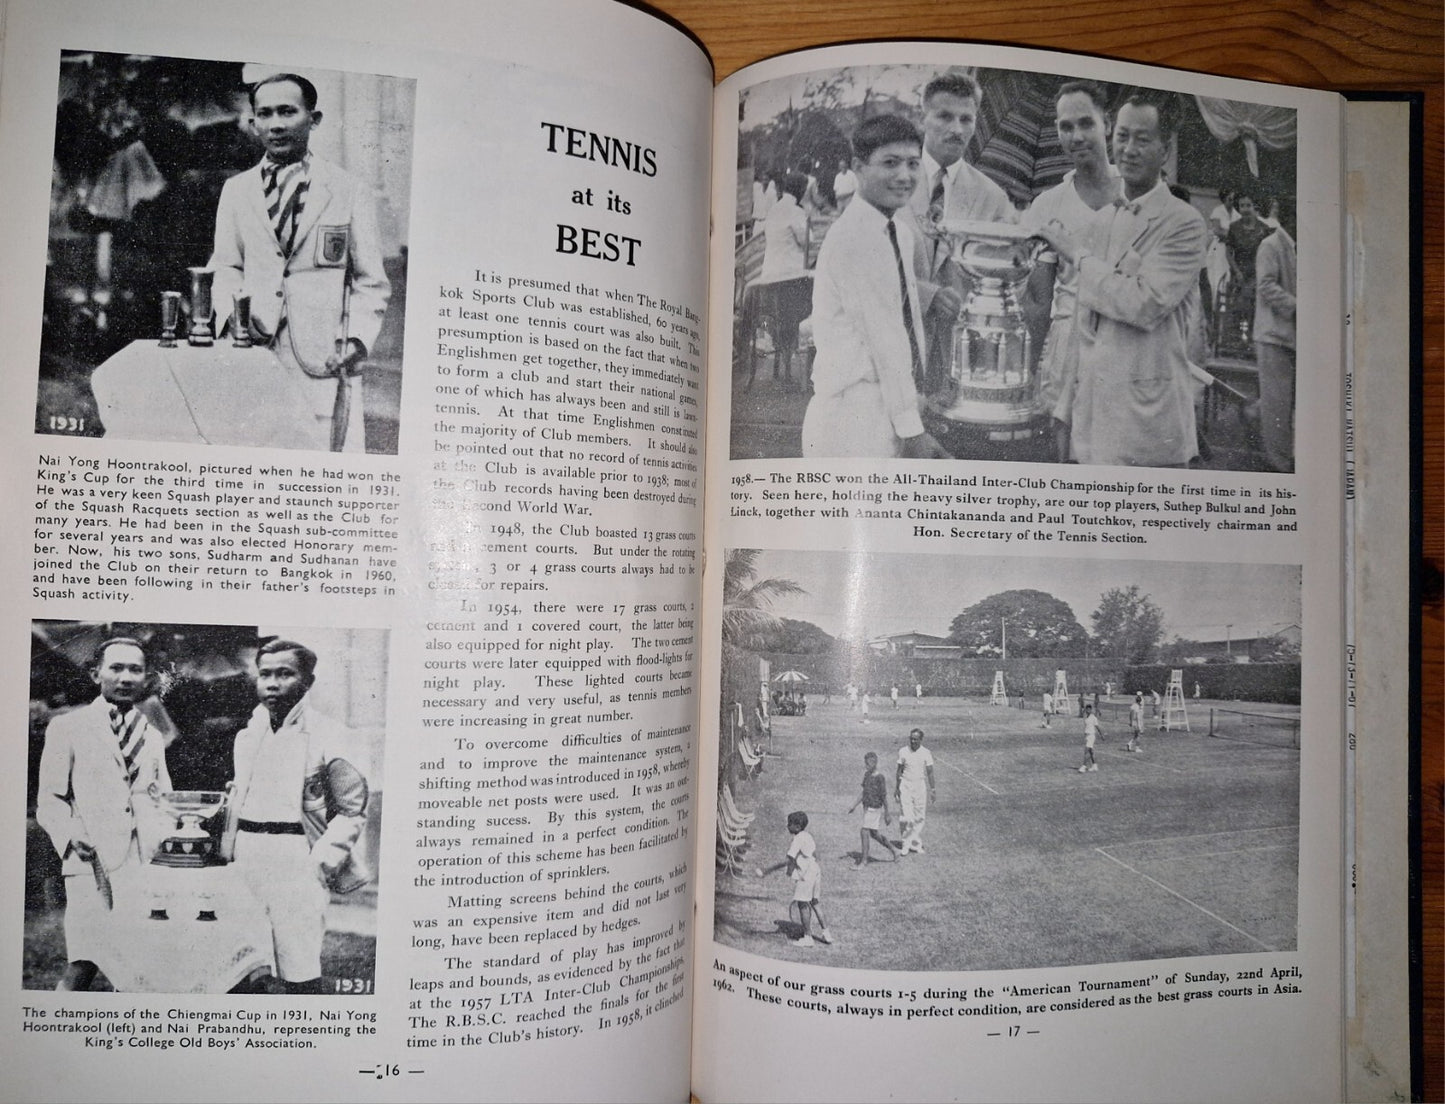 1931
Nai Yong Hoontrakool, pictured when he had won the
King's Cup for the third time in succession in 1931.
He was a very keen Squash player and staunch supporter
of the Squash Racquets section as well as the Club for
many years. He had been in the Squash sub-committee
for several years and was also elected Honorary mem-
ber. Now, his two sons, Sudharm and Sudhanan have
joined the Club on their return to Bangkok in 1960,
and have been following in their father's footsteps in
Squash activity.
1931
The champions of the Chiengmai Cup in 1931, Nai Yong
Hoontrakool (left) and Nai Prabandhu, representing the
King's College Old Boys' Association.
TENNIS
at its
BEST
It is presumed that when The Royal Bang-
kok Sports Club was established, 60 years ago,
at least one tennis court was also built. This
presumption is based on the fact that when two
Englishmen get together, they immediately want
to form a club and start their national games,
one of which has always been and still is lawn-
tennis. At that time Englishmen constituted
the majority of Club members. It should also
be pointed out that no record of tennis activities
at the Club is available prior to 1938; most of
the Club records having been destroyed during
the Second World War.
In 1948, the Club boasted 13 grass courts
cement courts. But under the rotating
system, 3 or 4 grass courts always had to be
closed for repairs.
In 1954, there were 17 grass courts, 2
cement and 1 covered court, the latter being
also equipped for night play. The two cement
courts were later equipped with flood-lights for
night play. These lighted courts became
necessary and very useful, as tennis members
were increasing in great number.
To overcome difficulties of maintenance
and to improve the maintenance system, a
shifting method was introduced in 1958, whereby
moveable net posts were used. It was an out-
standing sucess. By this system, the courts
always remained in a perfect condition. The
operation of this scheme has been facilitated by
the introduction of sprinklers.
Matting screens behind the courts, which
was an expensive item and did not last very
long, have been replaced by hedges.
The standard of play has improved by
leaps and bounds, as evidenced by the fact that
at the 1957 LTA Inter-Club Championships,
The R.B.S.C. reached the finals for the first
time in the Club's history. In 1958, it clinched
— 16 —
1958.— The RBSC won the All-Thailand Inter-Club Championship for the first time in its his-
tory. Seen here, holding the heavy silver trophy, are our top players, Suthep Bulkul and John
Linck, together with Ananta Chintakananda and Paul Toutchkov, respectively chairman and
Hon. Secretary of the Tennis Section.
An aspect of our grass courts 1-5 during the "American Tournament" of Sunday, 22nd April,
1962. These courts, always in perfect condition, are considered as the best grass courts in Asia.
— 17 —